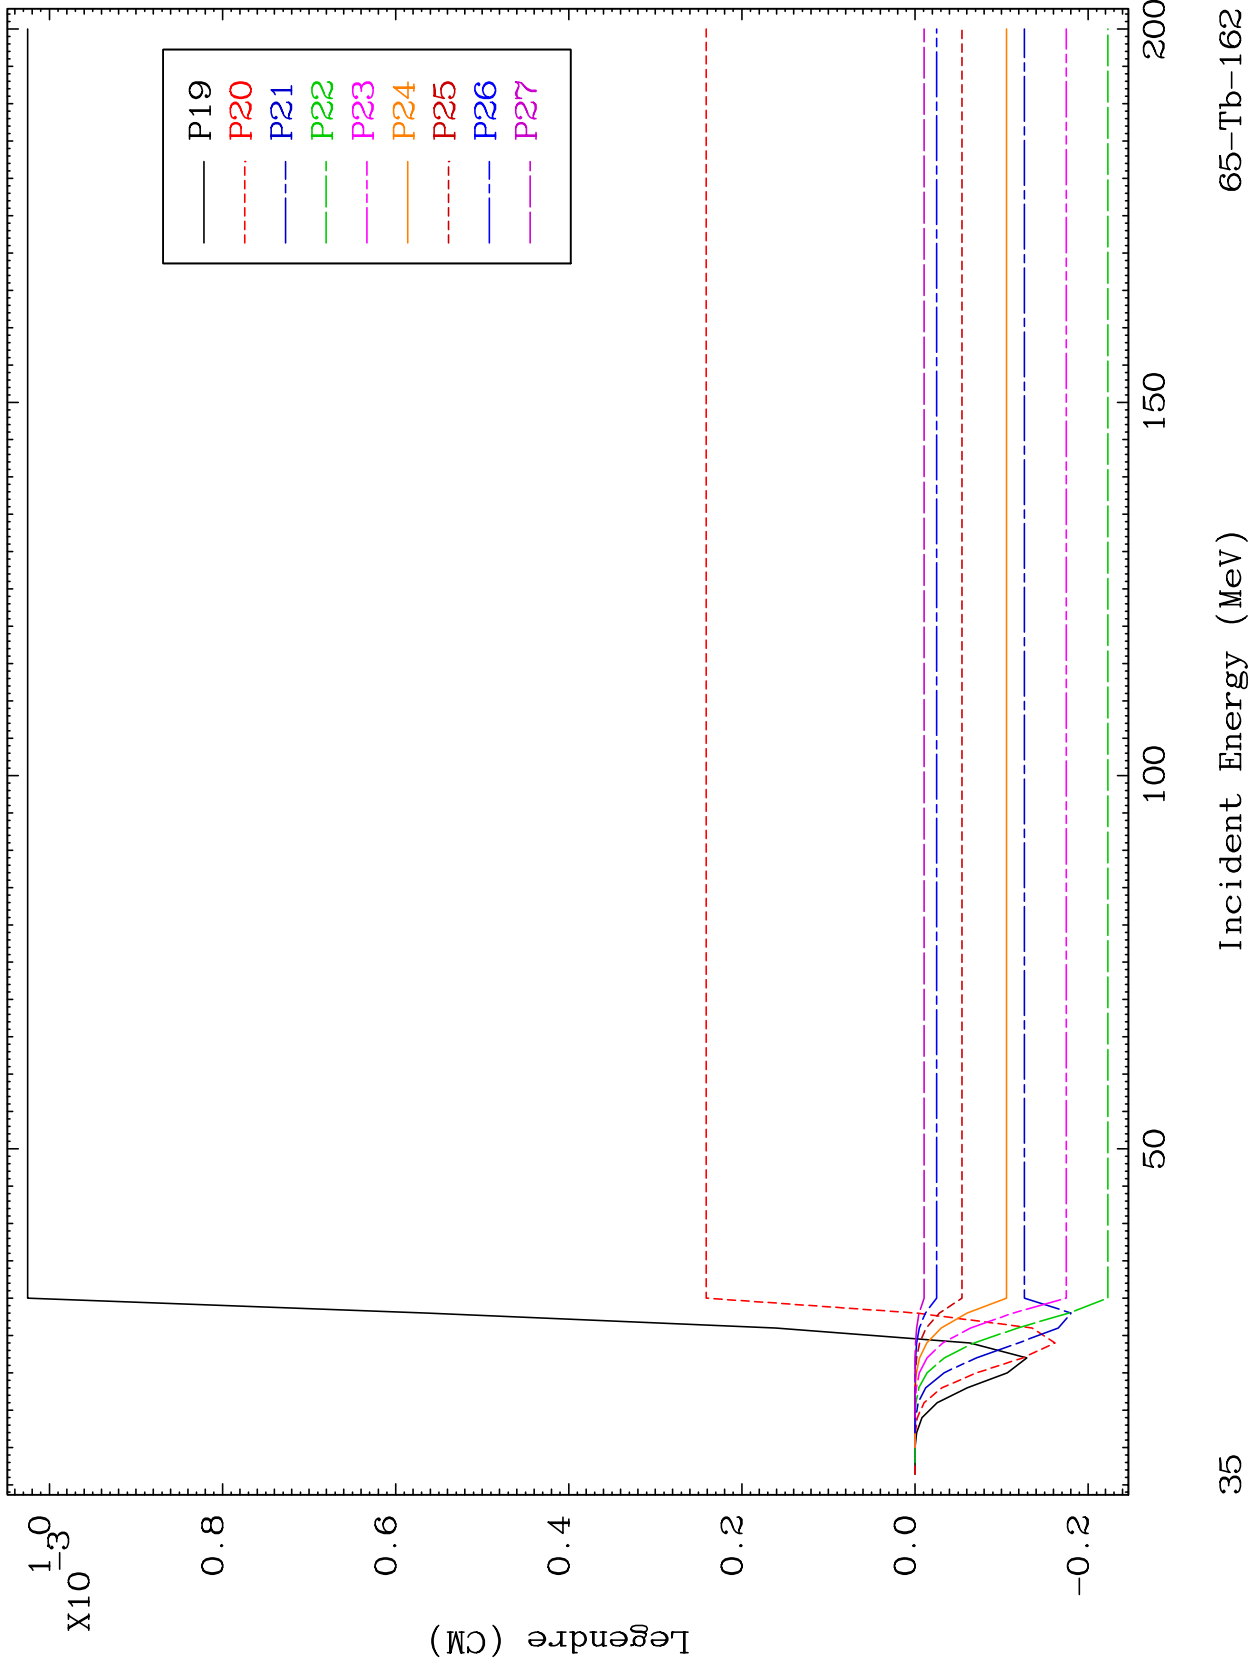 X10
-3
1.0
0.8
0.6
0.4
0.2
0.0
-0.2
Legendre (CM)
P19
P20
P21
P22
P23
P24
P25
P26
P27
50
100
150
200
35
Incident Energy (MeV)
65-Tb-162